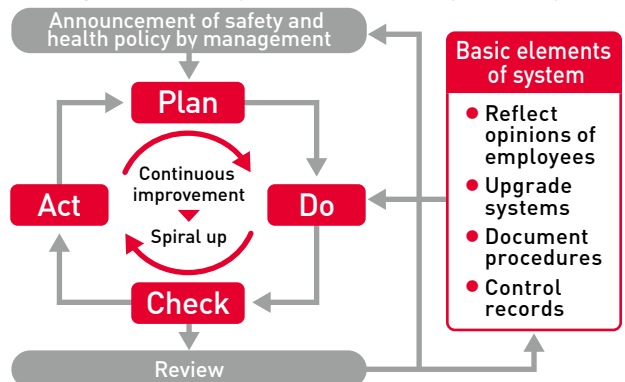 Announcement of safety and
health policy by management
Plan
Continuous
improvement
Spiral up
Act
Do
Check
Review
Basic elements
of system
● Reflect
opinions of
employees
● Upgrade
systems
● Document
procedures
● Control
records